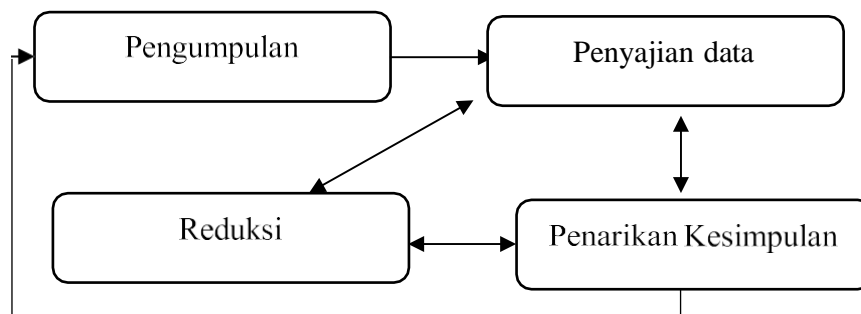 Pengumpulan
Penyajian data
Reduksi
Penarikan Kesimpulan